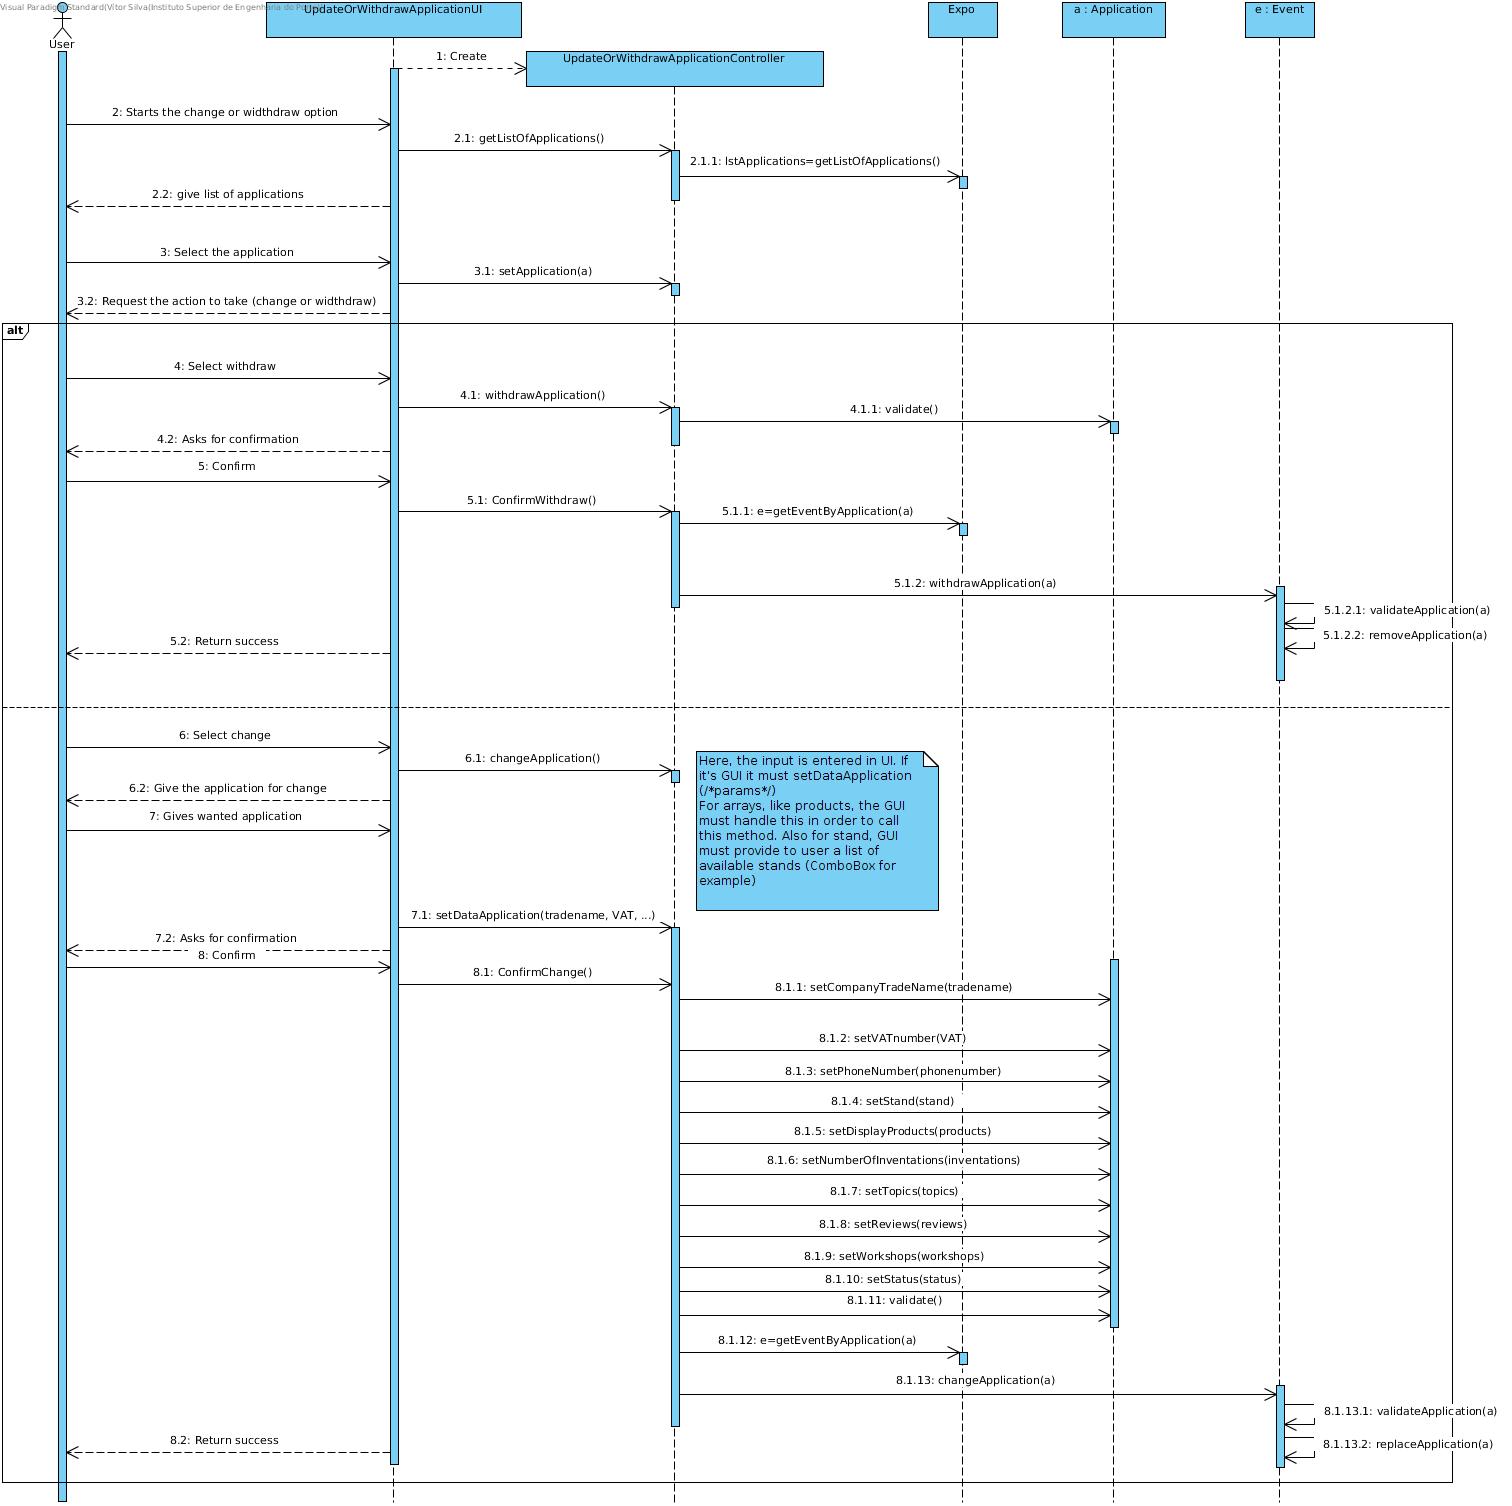 Visual Paradigm Standard(Vítor Silva(Instituto Superior de Engenharia do
UpdateOrWithdrawApplicationUI
Expo
a : Application
e : Event
User
1: Create
UpdateOrWithdrawApplicationController
2: Starts the change or widthdraw option
2.1: getListOfApplications()
2.1.1: lstApplications=getListOfApplications()
2.2: give list of applications
3: Select the application
3.1: setApplication(a)
3.2: Request the action to take (change or widthdraw)
alt
4: Select withdraw
4.1: withdrawApplication()
4.1.1: validate()
4.2: Asks for confirmation
5: Confirm
5.1: ConfirmWithdraw()
5.1.1: e=getEventByApplication(a)
5.1.2: withdrawApplication(a)
5.1.2.1: validateApplication(a)
5.1.2.2: removeApplication(a)
5.2: Return success
6: Select change
6.1: changeApplication()
Here, the input is entered in UI. If
it's GUI it must setDataApplication
(/*params*/)
For arrays, like products, the GUI
must handle this in order to call
this method. Also for stand, GUI
must provide to user a list of
available stands (ComboBox for
example)
6.2: Give the application for change
7: Gives wanted application
7.1: setDataApplication(tradename, VAT, ...)
7.2: Asks for confirmation
8: Confirm
8.1: ConfirmChange()
8.1.1: setCompanyTradeName(tradename)
8.1.2: setVATnumber(VAT)
8.1.3: setPhoneNumber(phonenumber)
8.1.4: setStand(stand)
8.1.5: setDisplayProducts(products)
8.1.6: setNumberOfInventations(inventations)
8.1.7: setTopics(topics)
8.1.8: setReviews(reviews)
8.1.9: setWorkshops(workshops)
8.1.10: setStatus(status)
8.1.11: validate()
8.1.12: e=getEventByApplication(a)
8.1.13: changeApplication(a)
8.1.13.1: validateApplication(a)
8.1.13.2: replaceApplication(a)
8.2: Return success